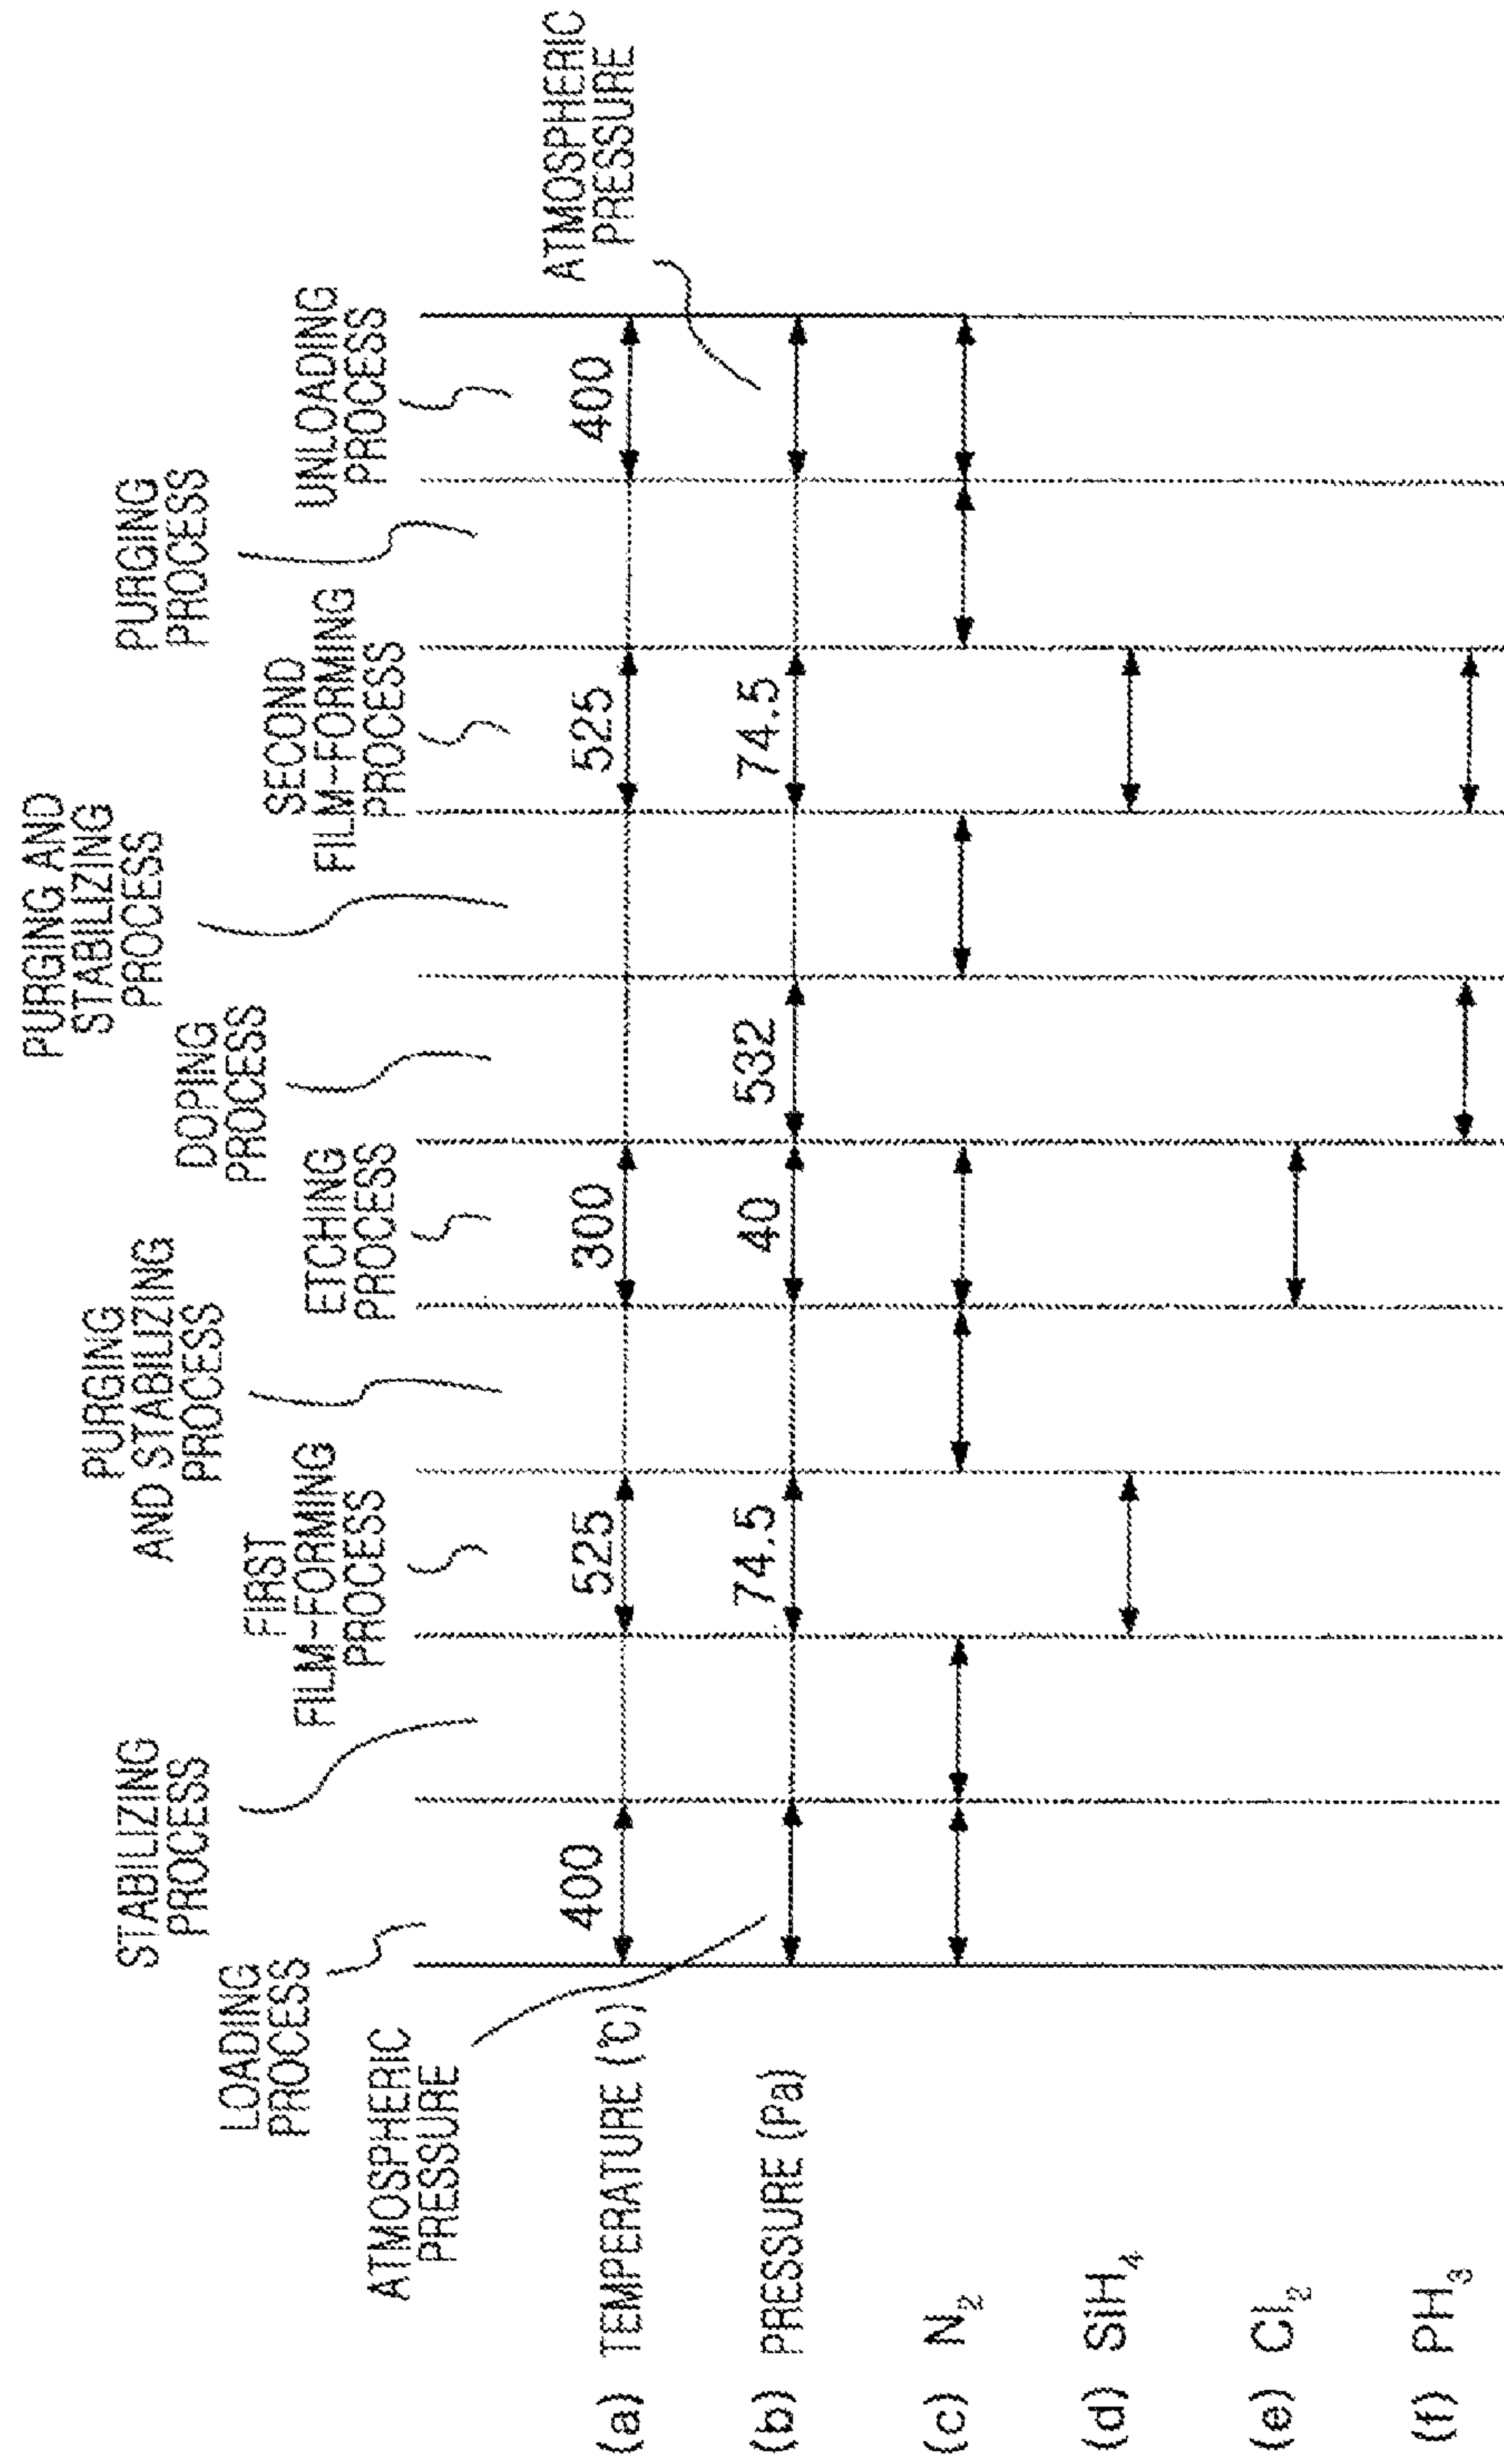 LOADING
PROCESS
STABILIZING
PROCESS
FIRST
FILM-FORMING
PROCESS
PURGING
AND STABILIZING
PROCESS
ETCHING
PROCESS
DOPING
PROCESS
PURGING AND
STABILIZING
PROCESS
SECOND
FILM-FORMING
PROCESS
PURGING
PROCESS
UNLOADING
PROCESS
ATMOSPHERIC
PRESSURE
ATMOSPHERIC
PRESSURE
(a) TEMPERATURE (℃) 400 525 300 525 400
(b) PRESSURE (Pa) 74.5 40 532 74.5
(c) N₂
(d) SiH₄
(e) Cl₂
(f) PH₃